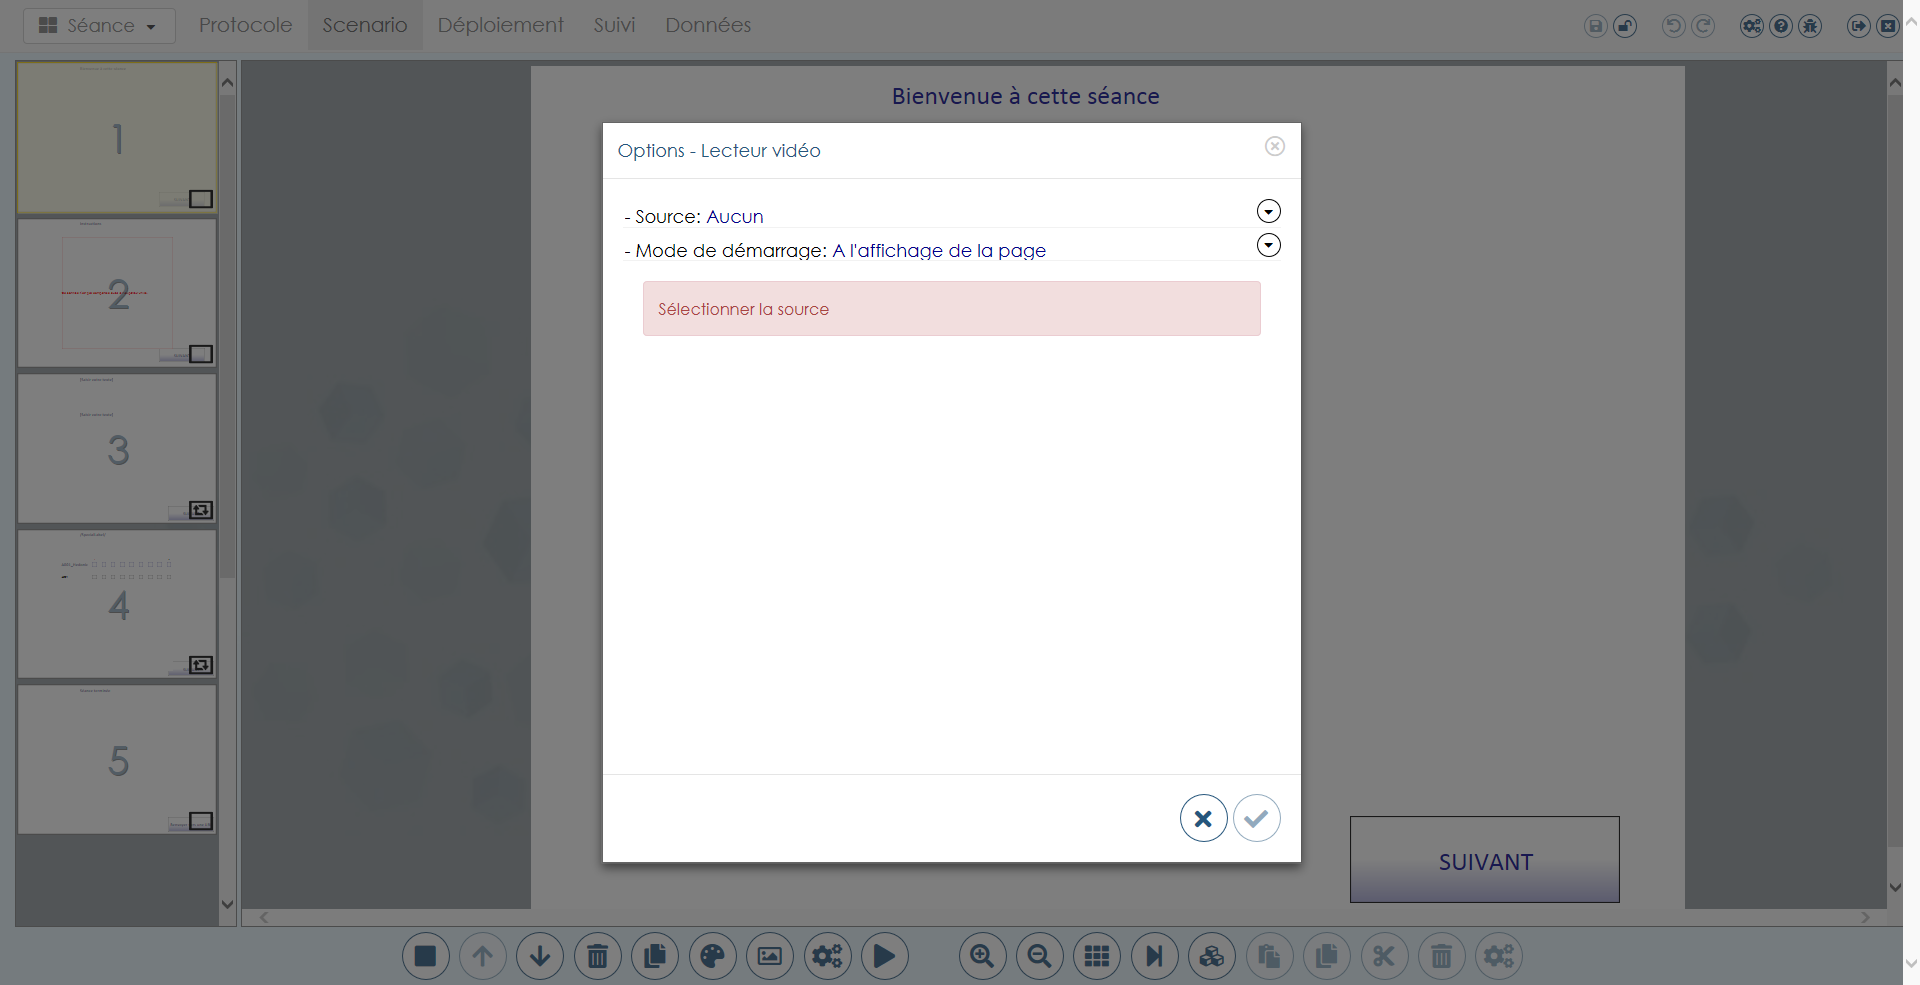 Séance
Protocole
Scenario
Déploiement
Suivi
Données
Bienvenue à cette séance
Options - Lecteur vidéo
- Source: Aucun
- Mode de démarrage: A l'affichage de la page
Sélectionner la source
1
2
3
4
5
SUIVANT